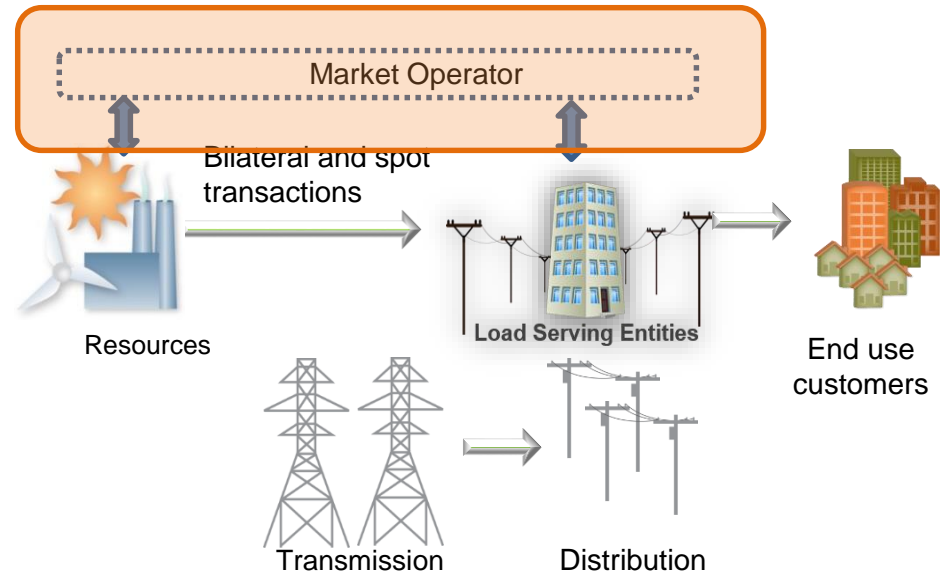 Market Operator
Bilateral and spot
transactions
Resources
Load Serving Entities
End use
customers
Transmission
Distribution